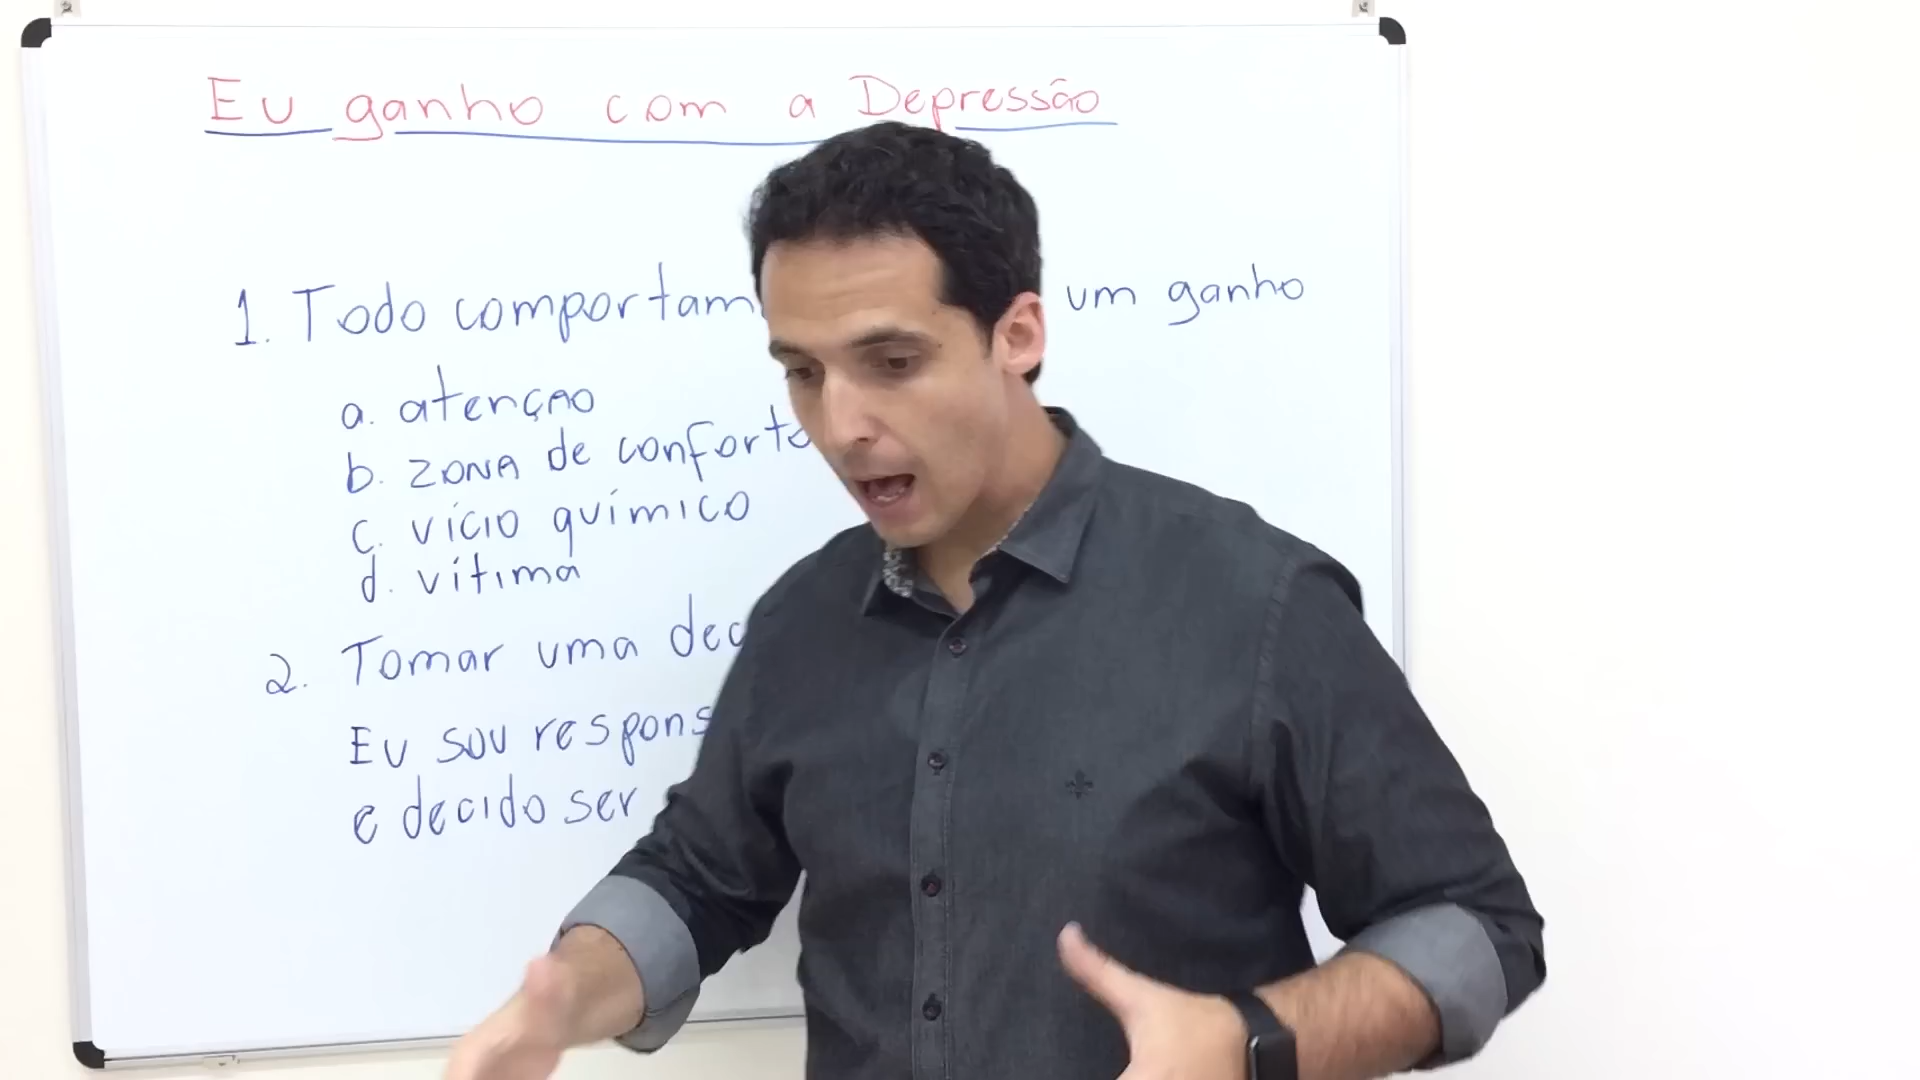 Eu ganho com a Depressão
1. Todo comportam um ganho
a. atenção
b. zona de conforto
c. vício químico
d. vítima
2. Tomar uma dec
Eu sou respons
e decido ser